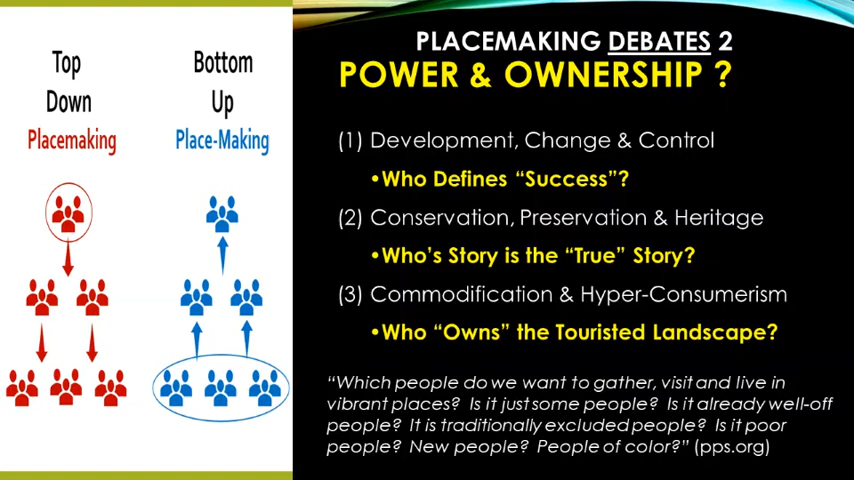 Top
Down
Placemaking
Bottom
Up
Place-Making
PLACEMAKING DEBATES 2
POWER & OWNERSHIP ?
(1) Development, Change & Control
•Who Defines “Success”?
(2) Conservation, Preservation & Heritage
•Who’s Story is the “True” Story?
(3) Commodification & Hyper-Consumerism
•Who “Owns” the Touristed Landscape?
“Which people do we want to gather, visit and live in
vibrant places? Is it just some people? Is it already well-off
people? It is traditionally excluded people? Is it poor
people? New people? People of color?” (pps.org)